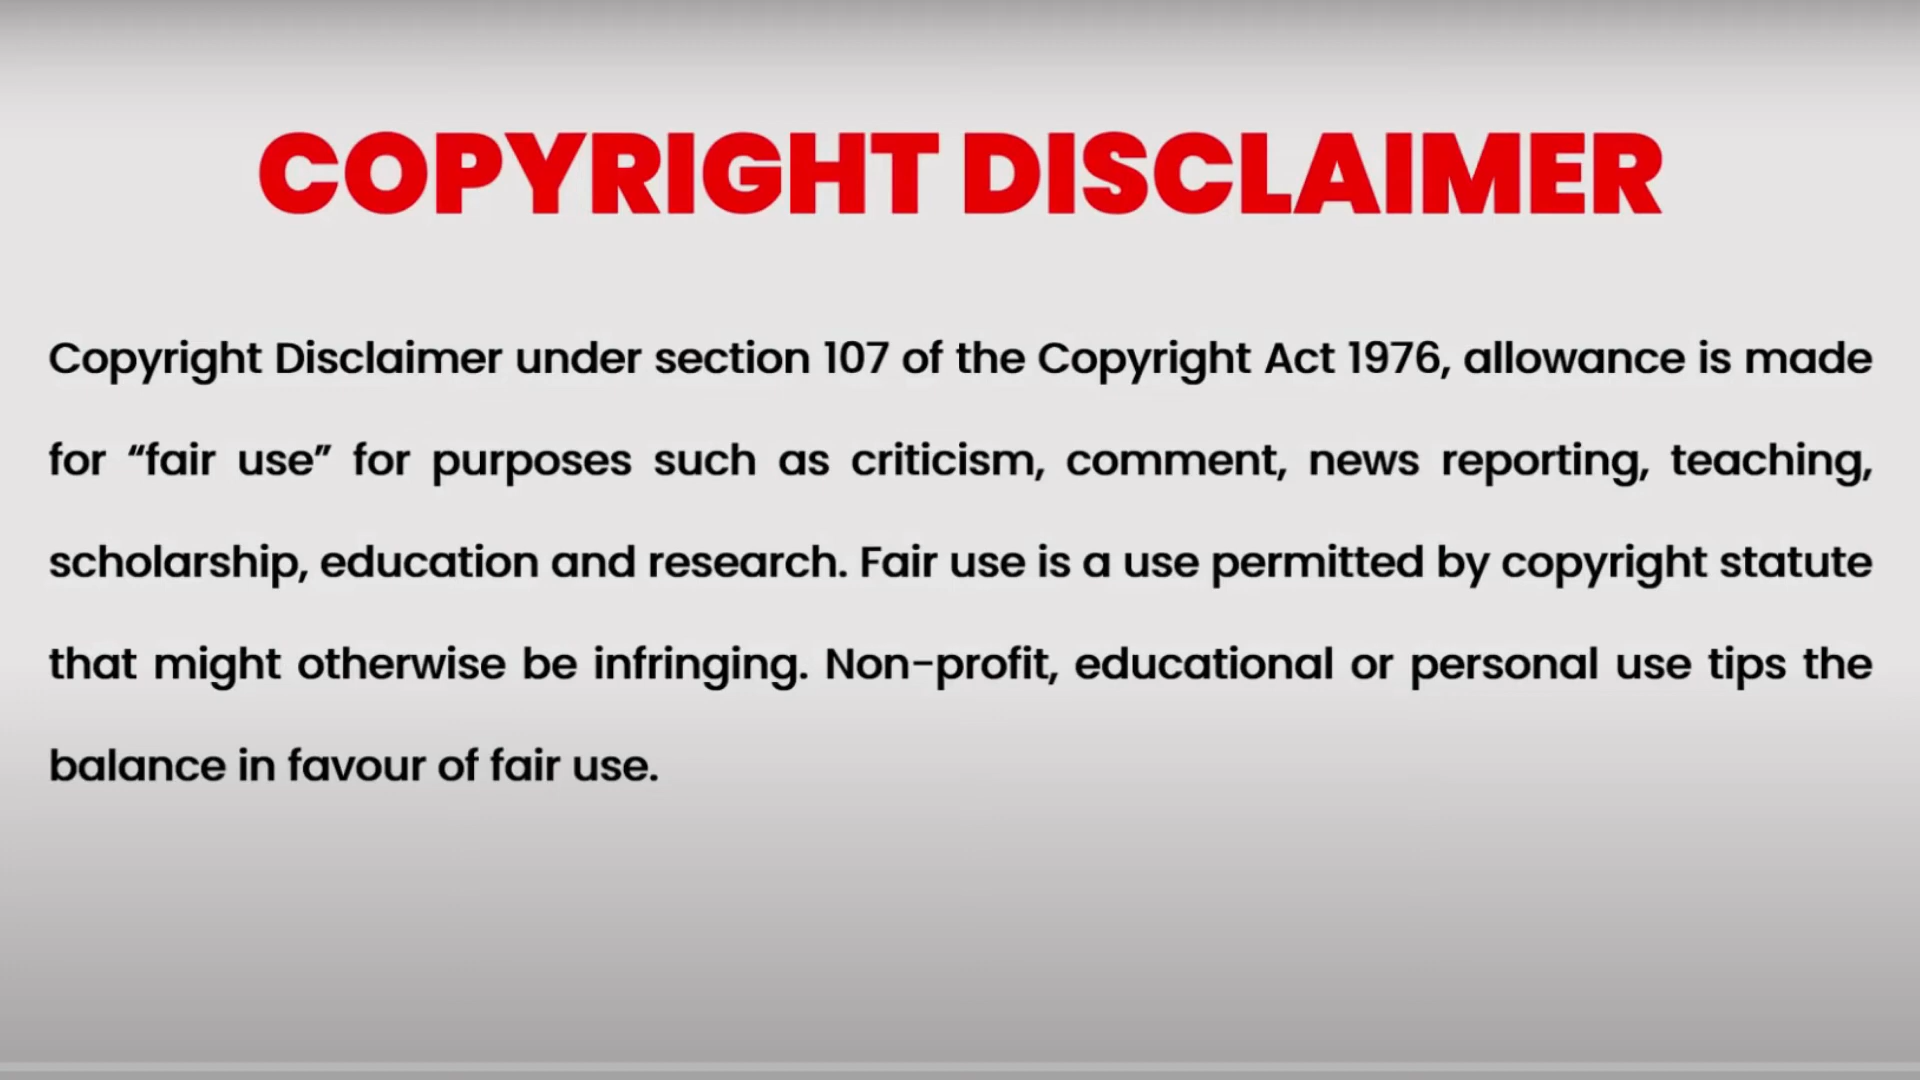 COPYRIGHT DISCLAIMER
Copyright Disclaimer under section 107 of the Copyright Act 1976, allowance is made
for “fair use” for purposes such as criticism, comment, news reporting, teaching,
scholarship, education and research. Fair use is a use permitted by copyright statute
that might otherwise be infringing. Non-profit, educational or personal use tips the
balance in favour of fair use.